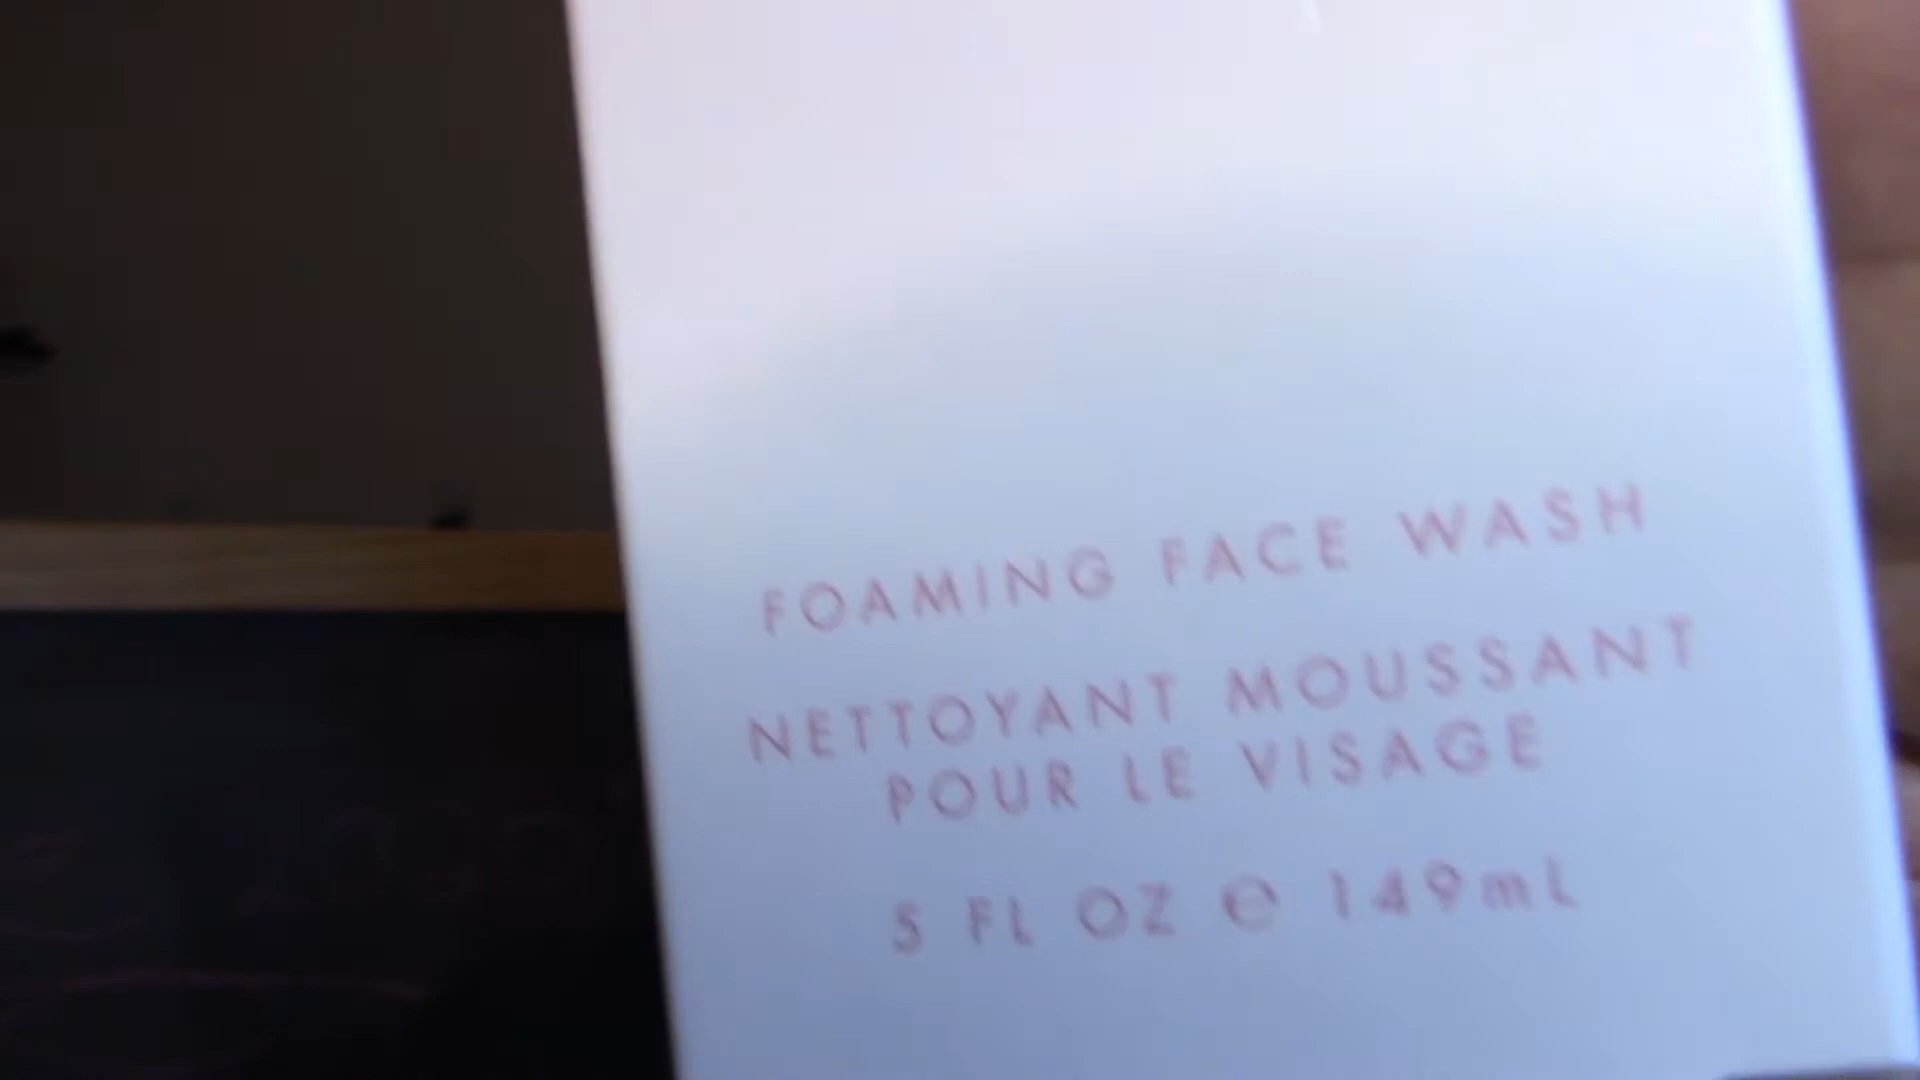 FOAMING FACE WASH
NETTOYANT MOUSSANT
POUR LE VISAGE
5 FL OZ ℮ 149mL